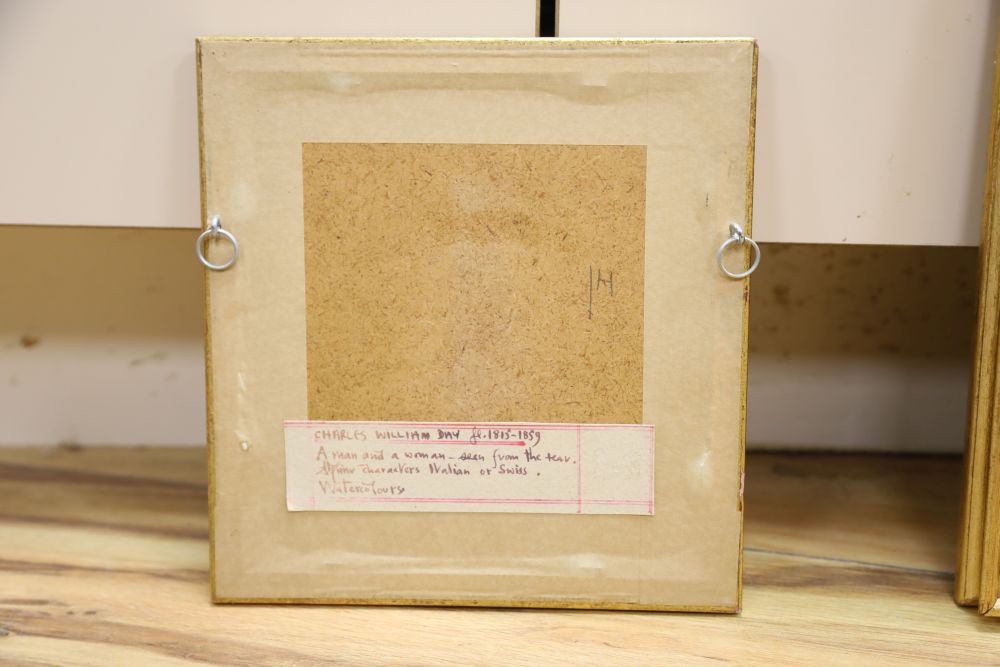 H
CHARLES WILLIAM DAY fl. 1815-1859
A man and a woman - seen from the rear.
Alpine characters Italian or Swiss.
Watercolours